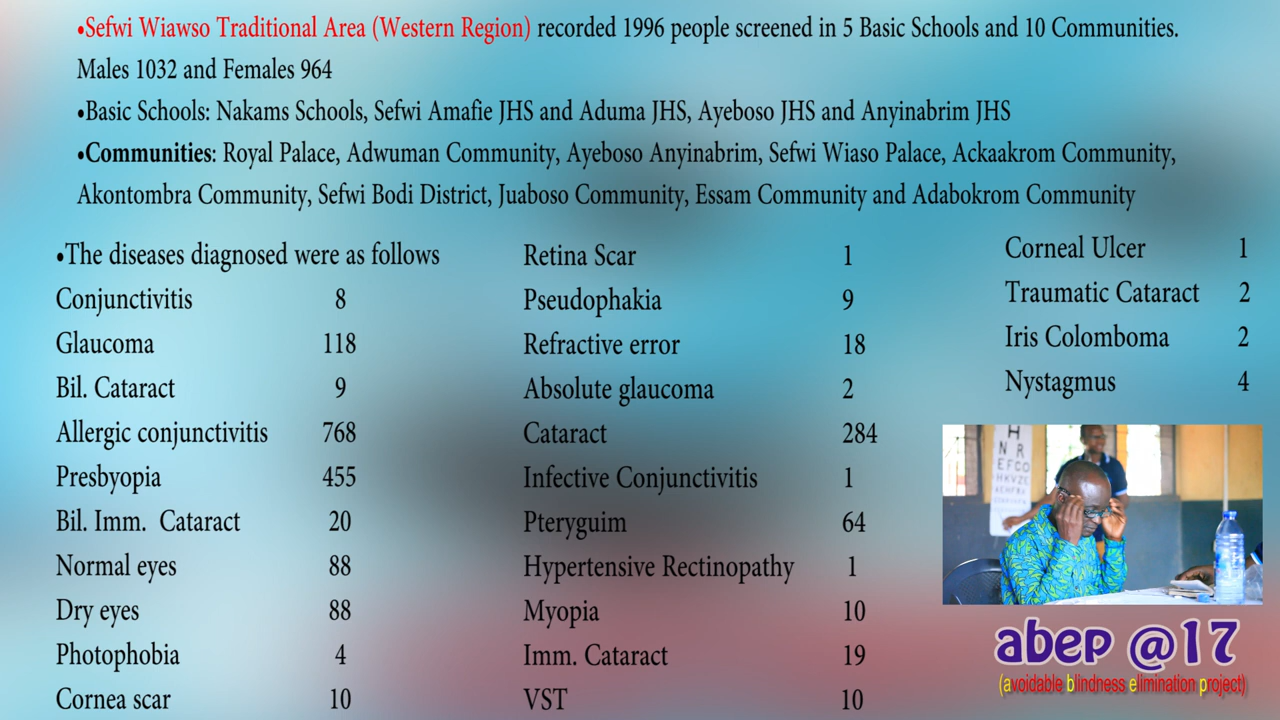 •Sefwi Wiawso Traditional Area (Western Region) recorded 1996 people screened in 5 Basic Schools and 10 Communities.
Males 1032 and Females 964
•Basic Schools: Nakams Schools, Sefwi Amafie JHS and Aduma JHS, Ayeboso JHS and Anyinabrim JHS
•Communities: Royal Palace, Adwuman Community, Ayeboso Anyinabrim, Sefwi Wiaso Palace, Ackaakrom Community,
Akontombra Community, Sefwi Bodi District, Juaboso Community, Essam Community and Adabokrom Community
•The diseases diagnosed were as follows
Conjunctivitis 8
Glaucoma 118
Bil. Cataract 9
Allergic conjunctivitis 768
Presbyopia 455
Bil. Imm. Cataract 20
Normal eyes 88
Dry eyes 88
Photophobia 4
Cornea scar 10
Retina Scar 1
Pseudophakia 9
Refractive error 18
Absolute glaucoma 2
Cataract 284
Infective Conjunctivitis 1
Pteryguim 64
Hypertensive Rectinopathy 1
Myopia 10
Imm. Cataract 19
VST 10
Corneal Ulcer 1
Traumatic Cataract 2
Iris Colomboma 2
Nystagmus 4
H
N R
EFCO
HKVZC
abep @17
(avoidable blindness elimination project)